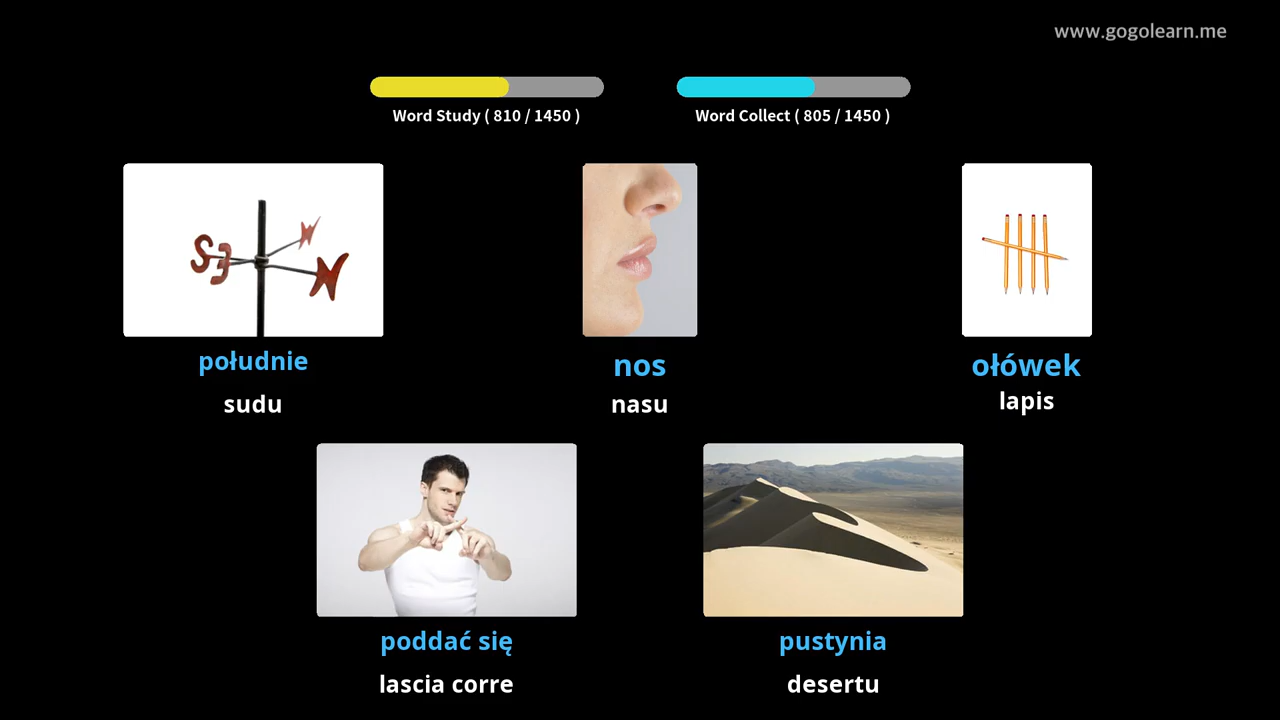 www.gogolearn.me
Word Study ( 810 / 1450 )
Word Collect ( 805 / 1450 )
południe
nos
ołówek
sudu
nasu
lapis
poddać się
pustynia
lascia corre
desertu